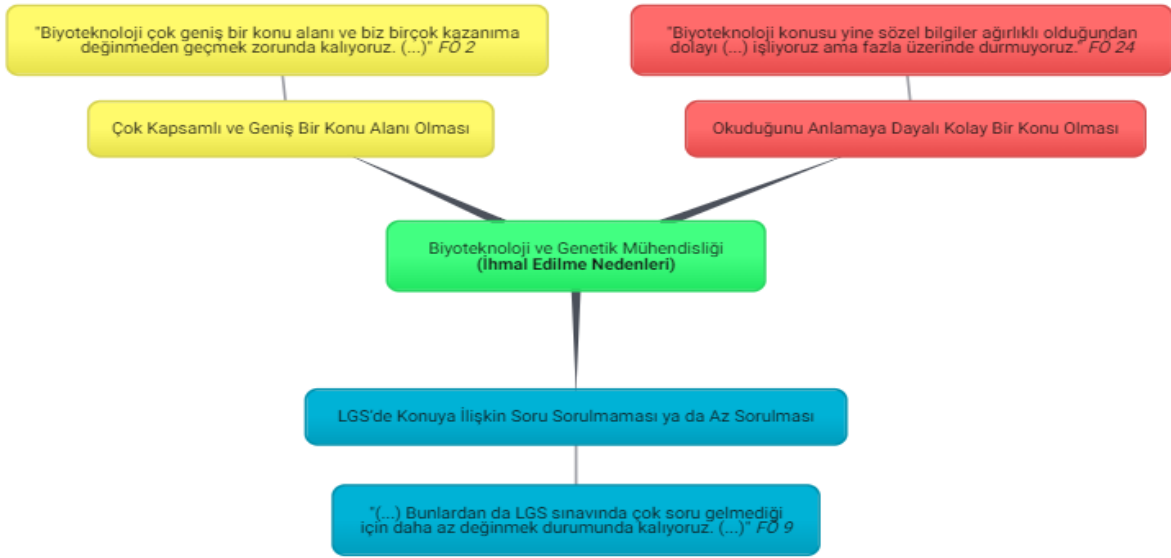 "Biyoteknoloji çok geniş bir konu alanı ve biz birçok kazanıma
değinmeden geçmek zorunda kalıyoruz. (...)" FÖ 2
"Biyoteknoloji konusu yine sözel bilgiler ağırlıklı olduğundan
dolayı (...) işliyoruz ama fazla üzerinde durmuyoruz." FÖ 24
Çok Kapsamlı ve Geniş Bir Konu Alanı Olması
Okuduğunu Anlamaya Dayalı Kolay Bir Konu Olması
Biyoteknoloji ve Genetik Mühendisliği
(İhmal Edilme Nedenleri)
LGS'de Konuya İlişkin Soru Sorulmaması ya da Az Sorulması
"(...) Bunlardan da LGS sınavında çok soru gelmediği
için daha az değinmek durumunda kalıyoruz. (...)" FÖ 9